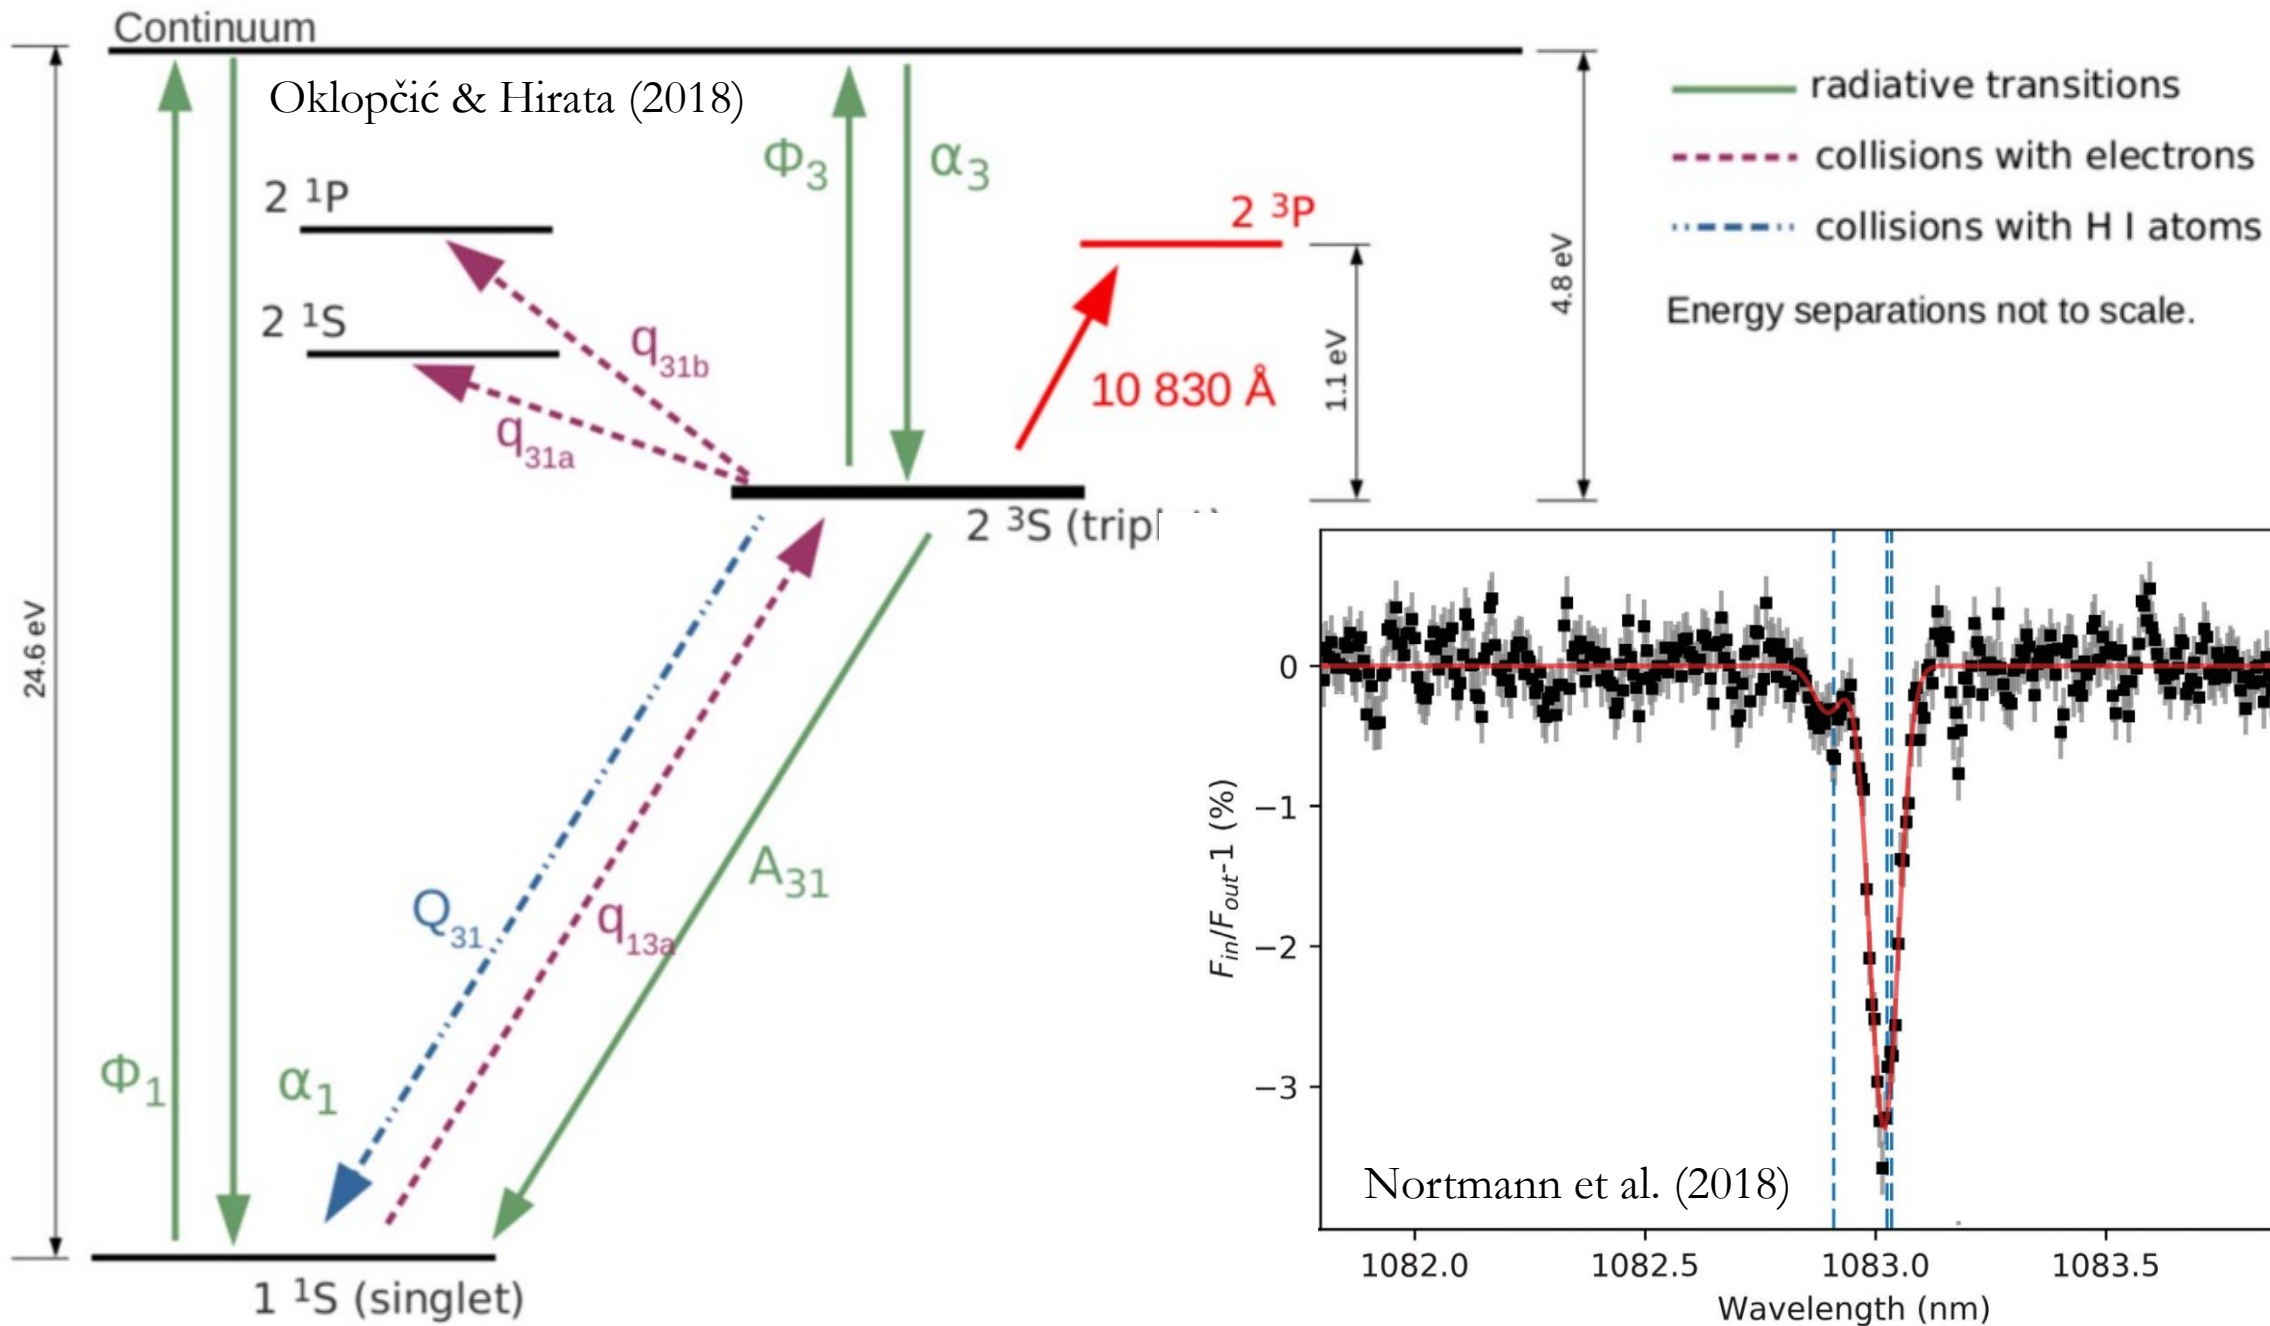 Continuum
Oklopčić & Hirata (2018)
radiative transitions
collisions with electrons
collisions with H I atoms
Energy separations not to scale.
Φ3
α3
2 ¹P
2 ³P
2 ¹S
q31b
q31a
10 830 Å
1.1 eV
4.8 eV
2 ³S
24.6 eV
Q31
q13a
A31
Φ1
α1
1 ¹S (singlet)
0
−1
−2
−3
Fin/Fout-1 (%)
Nortmann et al. (2018)
1082.0
1082.5
1083.0
1083.5
Wavelength (nm)